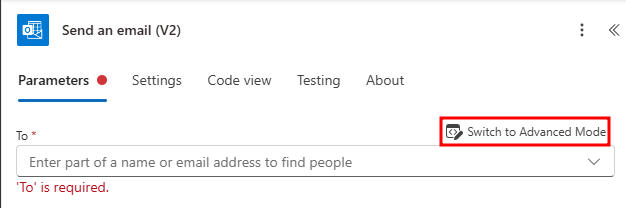 Send an email (V2)
Parameters Settings Code view Testing About
Switch to Advanced Mode
To *
Enter part of a name or email address to find people
'To' is required.